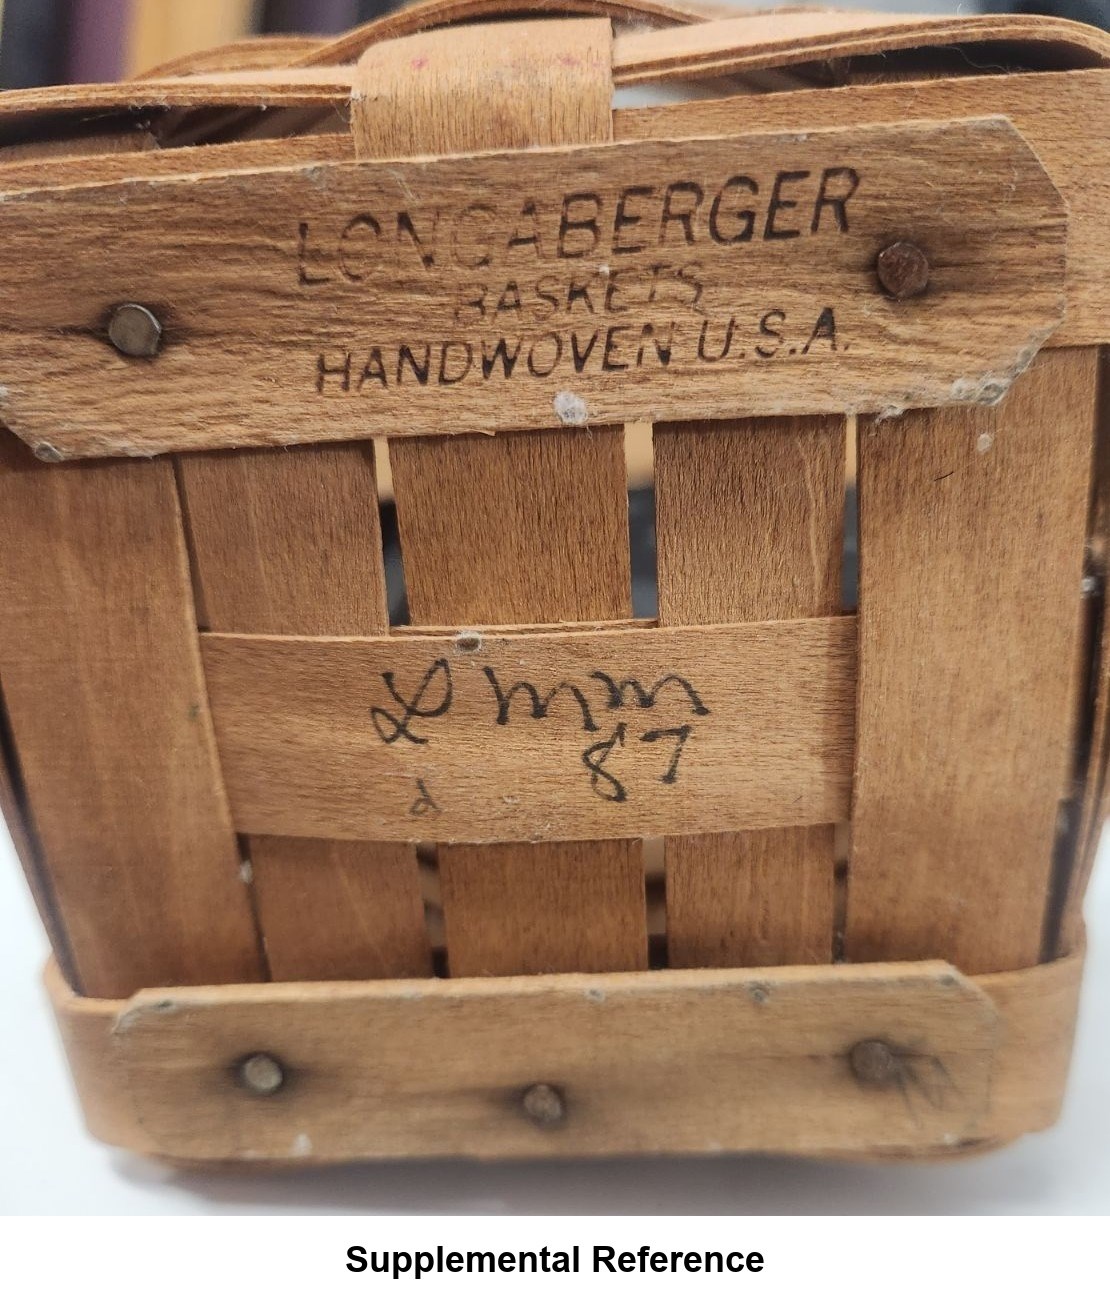 LONGABERGER
BASKETS
HANDWOVEN U.S.A.
87
Supplemental Reference